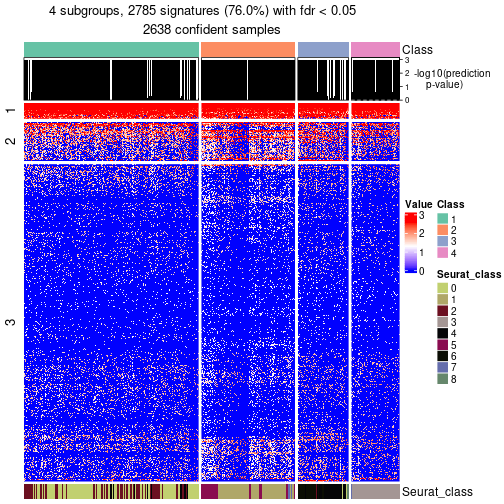 4 subgroups, 2785 signatures (76.0%) with fdr < 0.05
2638 confident samples
Class
3
2
1
0
-log10(prediction
p-value)
1
2
3
Value
3
2
1
0
Class
1
2
3
4
Seurat_class
0
1
2
3
4
5
6
7
8
Seurat_class